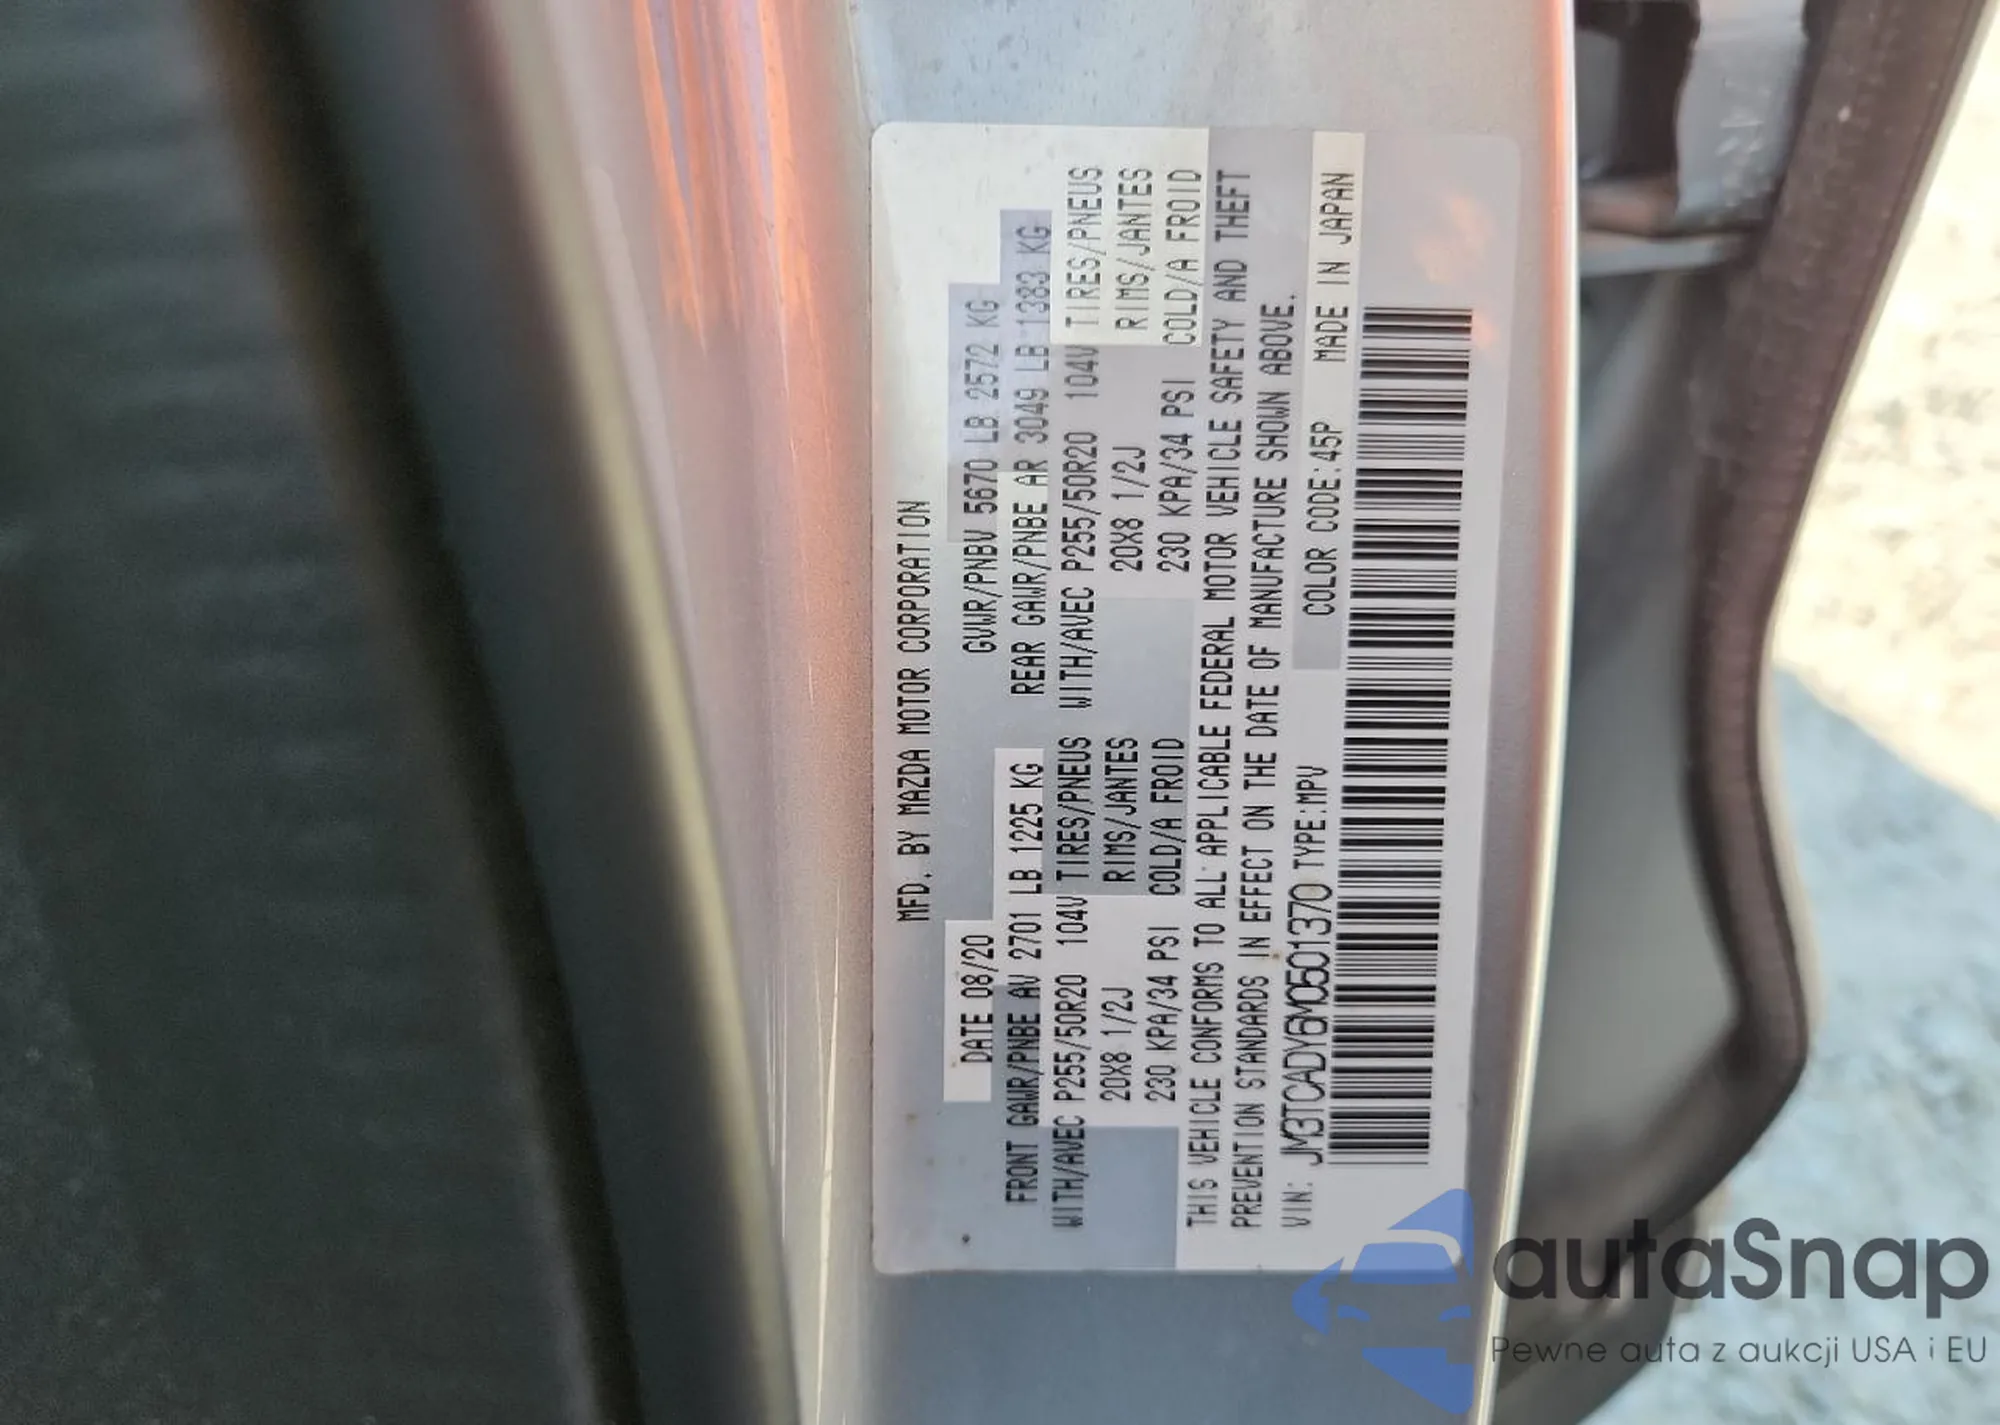 MFD. BY MAZDA MOTOR CORPORATION
DATE 08/20 GVWR/PNBV 5670 LB 2572 KG
FRONT GAWR/PNBE AV 2701 LB 1225 KG REAR GAWR/PNBE AR 3049 LB 1383 KG
WITH/AVEC P255/50R20 104V TIRES/PNEUS WITH/AVEC P255/50R20 104V TIRES/PNEUS
20X8 1/2J RIMS/JANTES 20X8 1/2J RIMS/JANTES
230 KPA/34 PSI COLD/A FROID 230 KPA/34 PSI COLD/A FROID
THIS VEHICLE CONFORMS TO ALL APPLICABLE FEDERAL MOTOR VEHICLE SAFETY AND THEFT
PREVENTION STANDARDS IN EFFECT ON THE DATE OF MANUFACTURE SHOWN ABOVE.
VIN: JM3TCADY6M0501370 TYPE:MPV COLOR CODE:45P MADE IN JAPAN
autaSnap
Pewne auta z aukcji USA i EU